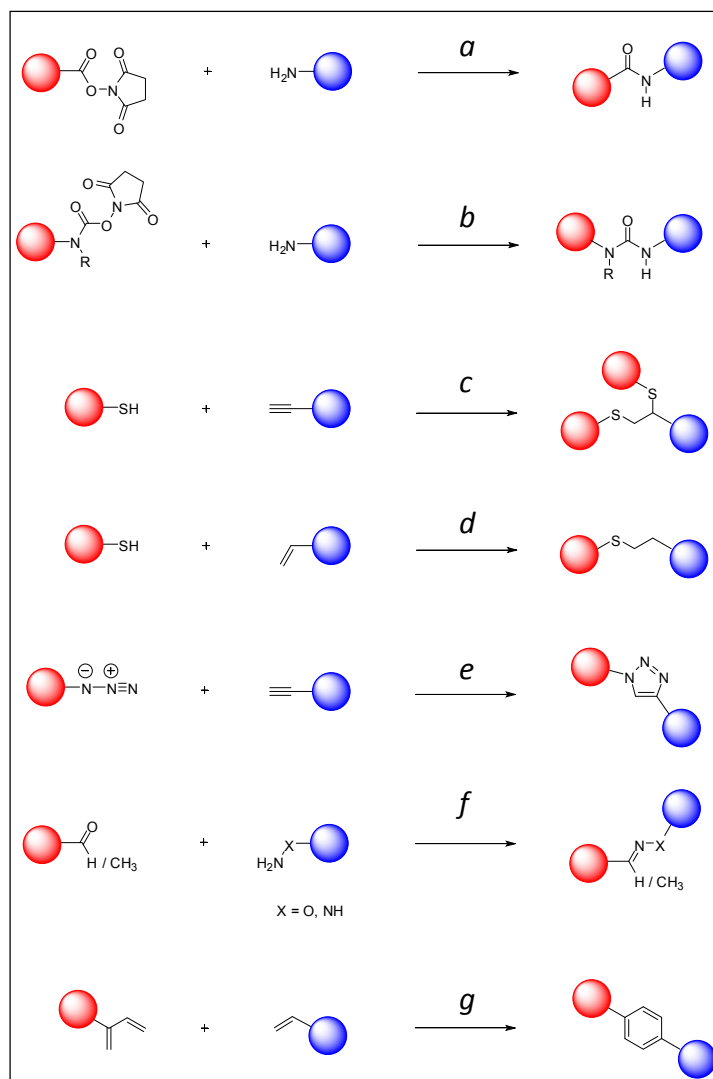 O
O
O
N
O
+
H₂N
a
O
N
H
O
O
N
O
O
N
R
+
H₂N
b
O
N
R
N
H
SH
+
c
S
S
SH
+
d
S
N
−
N
+
N
+
e
N
N
N
O
H / CH₃
+
X
H₂N
X = O, NH
f
N
X
H / CH₃
+
g